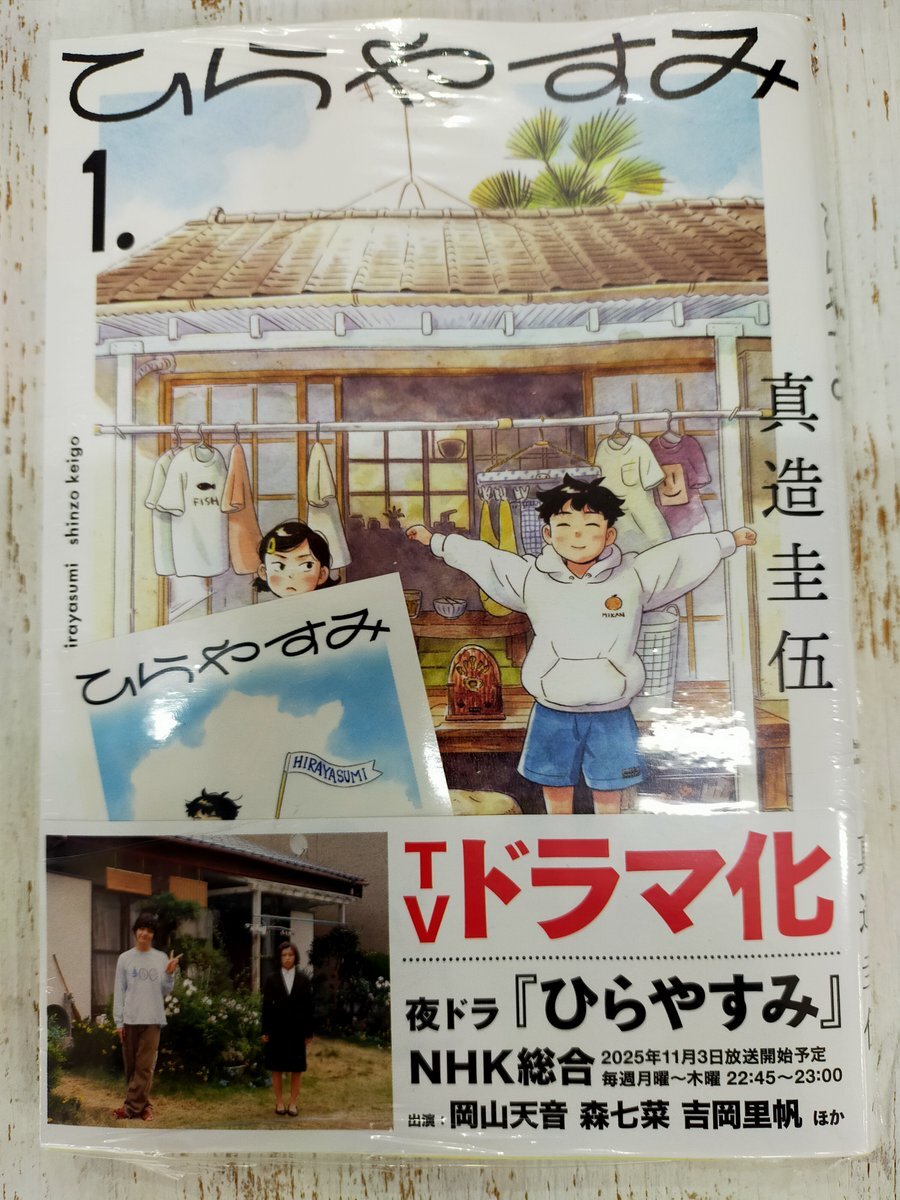 ひらやすみ
1.
真造圭伍
irayasumi shinzo keigo
FISH
MIKAN
ひらやすみ
HIRAYASUMI
TVドラマ化
夜ドラ『ひらやすみ』
NHK総合 2025年11月3日放送開始予定
毎週月曜〜木曜 22:45〜23:00
出演：岡山天音 森七菜 吉岡里帆 ほか